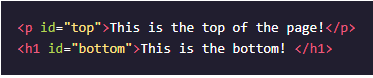 <p id="top">This is the top of the page!</p>
<h1 id="bottom">This is the bottom! </h1>